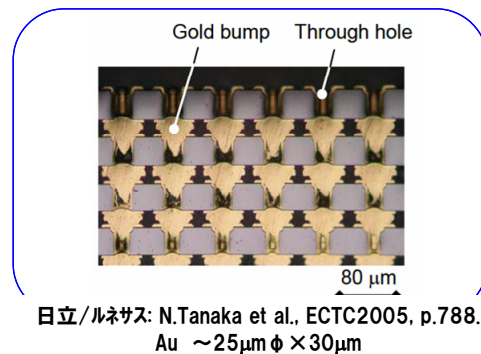 Gold bump Through hole
80 μm
日立/ルネサス: N.Tanaka et al., ECTC2005, p.788.
Au ～25μmφ×30μm